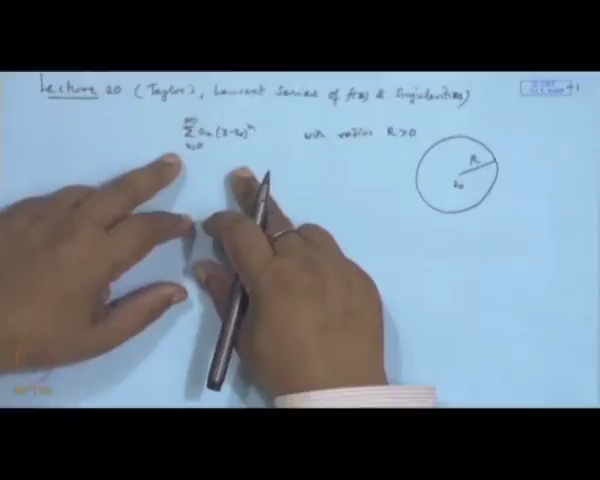 Lecture 20 (Taylor's, Laurent Series of f(z) & Singularities)
∞
∑ aₙ(z-z₀)ⁿ with radius R>0
n=0
R
z₀